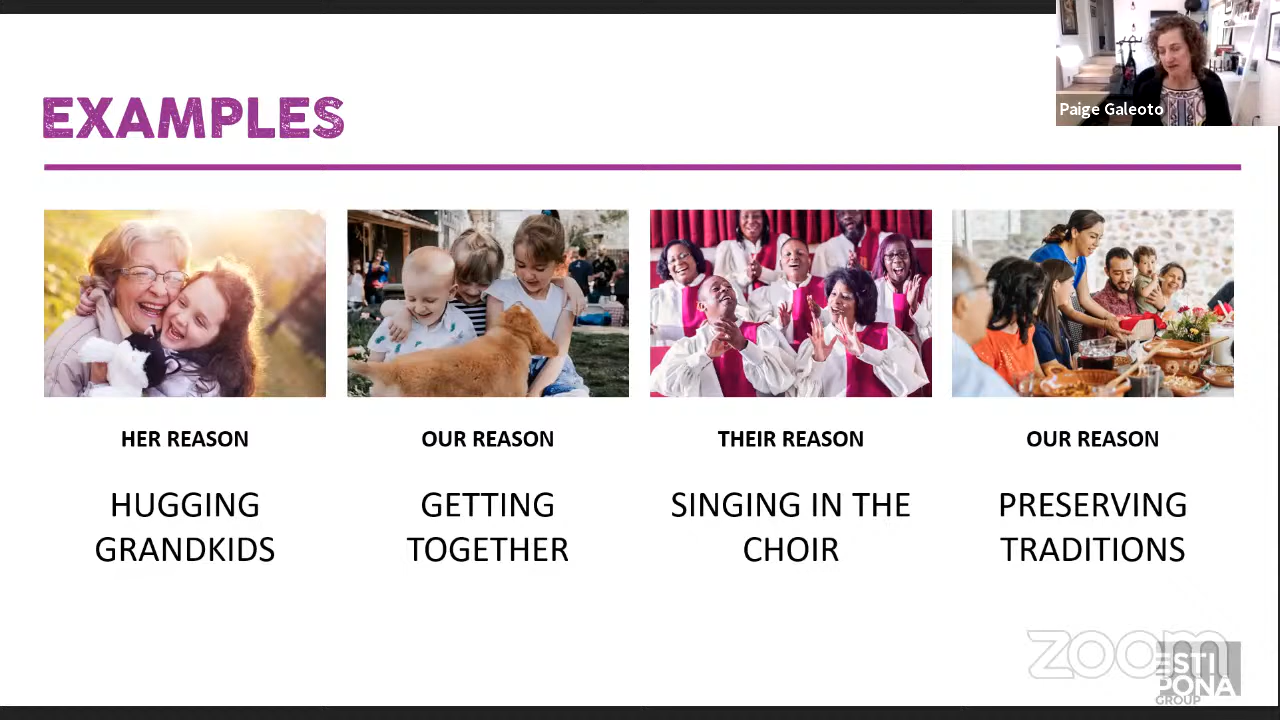 EXAMPLES
Paige Galeoto
HER REASON
HUGGING
GRANDKIDS
OUR REASON
GETTING
TOGETHER
THEIR REASON
SINGING IN THE
CHOIR
OUR REASON
PRESERVING
TRADITIONS
zoom
ESTI
PONA
GROUP